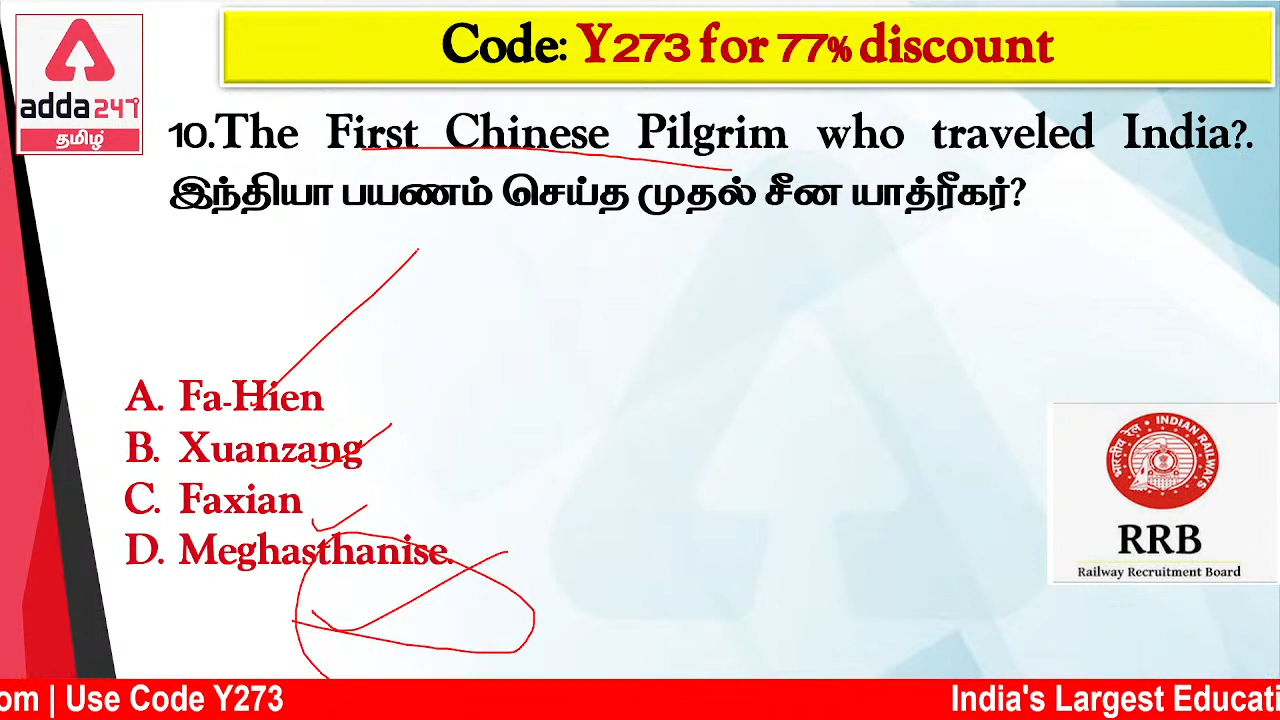 Code: Y273 for 77% discount
adda247
தமிழ்
10.The First Chinese Pilgrim who traveled India?.
இந்தியா பயணம் செய்த முதல் சீன யாத்ரீகர்?
A. Fa-Hien
B. Xuanzang
C. Faxian
D. Meghasthanise.
भारतीय रेल INDIAN RAILWAYS
RRB
Railway Recruitment Board
om | Use Code Y273
India's Largest Educati